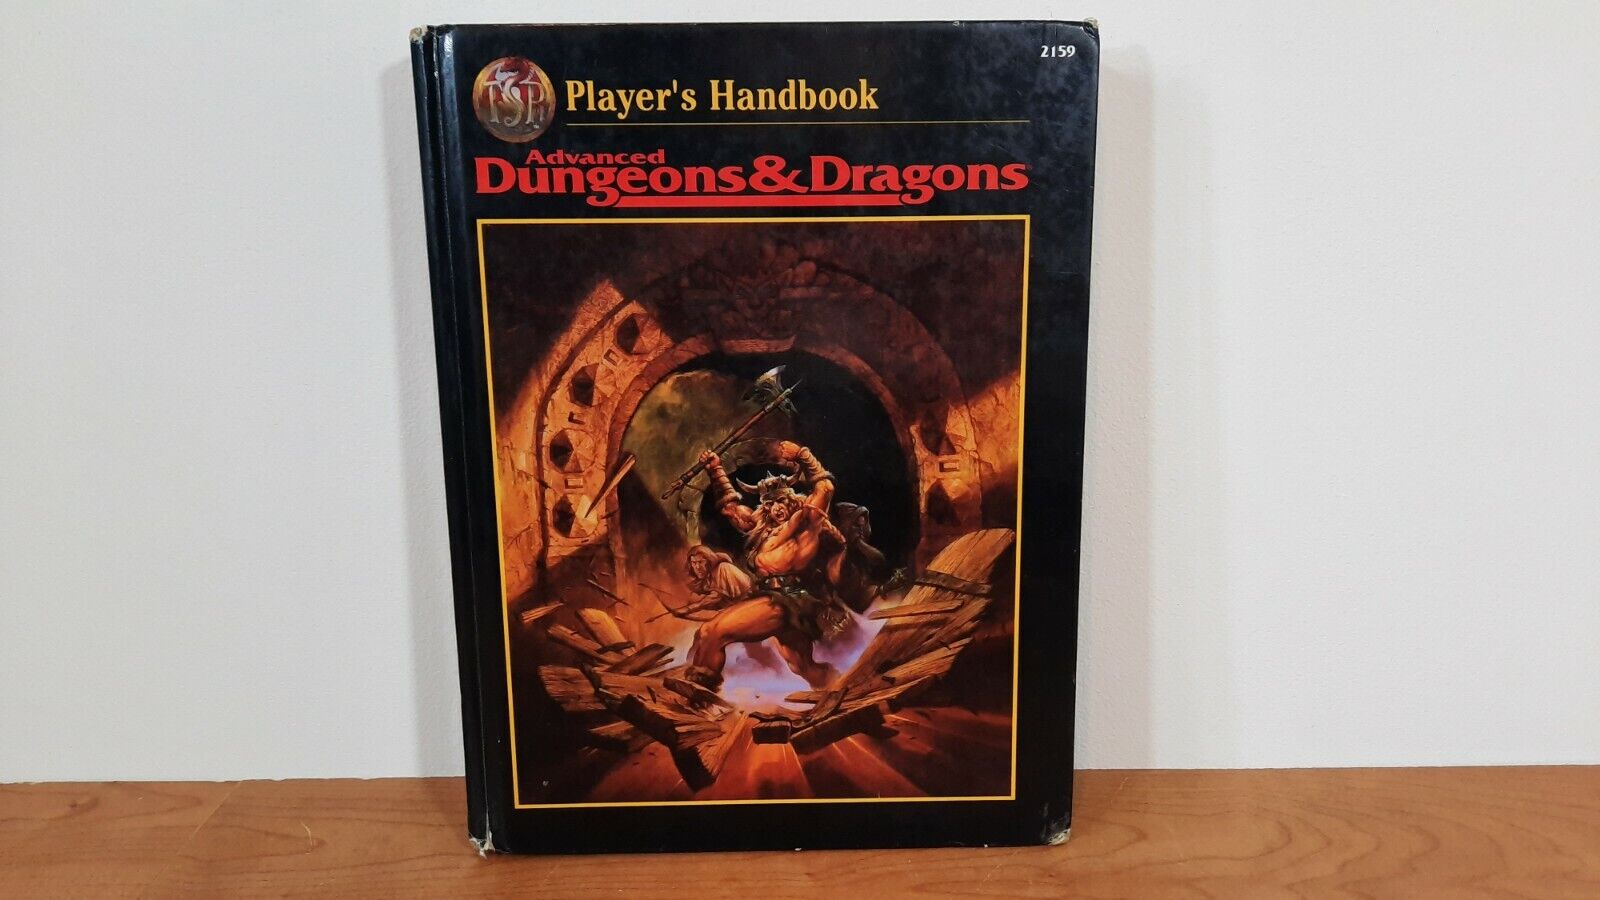 2159
TSR
Player's Handbook
Advanced
Dungeons & Dragons